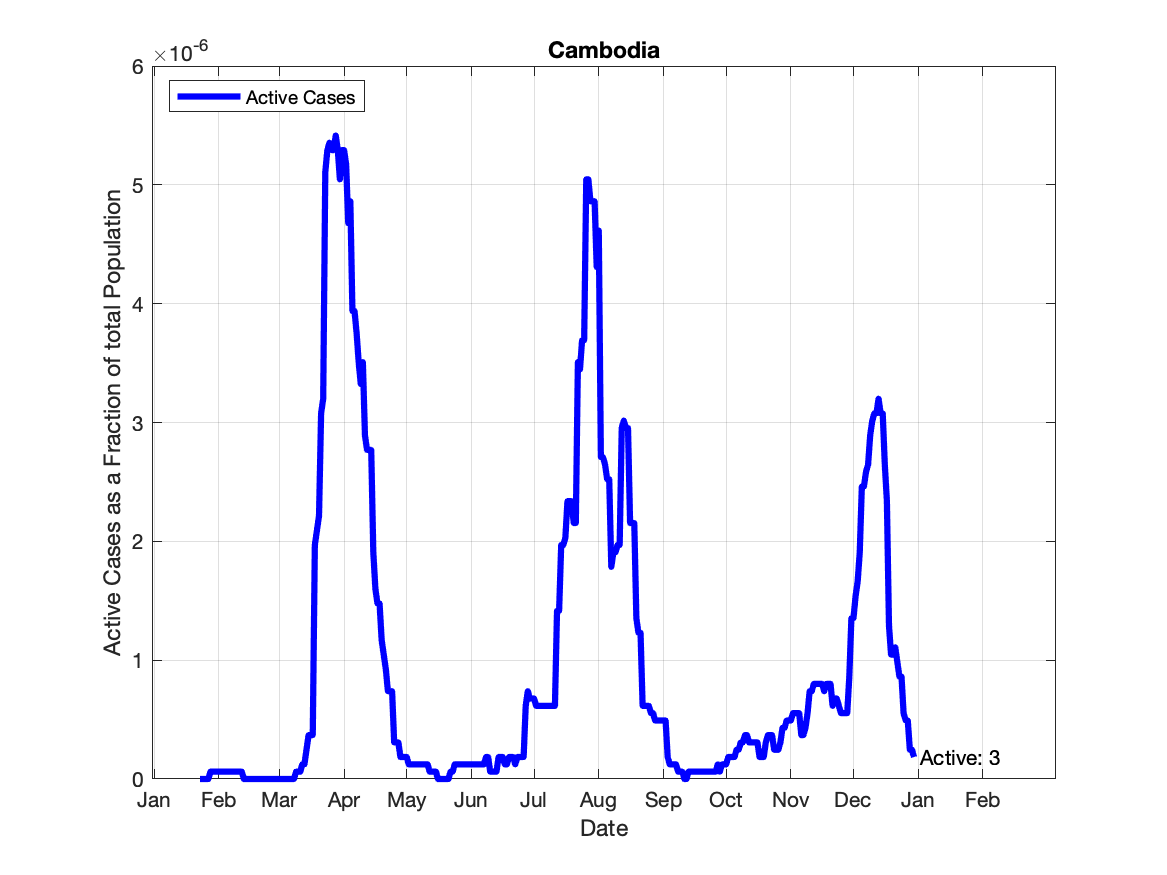 Cambodia
×10-6
6
5
4
3
2
1
0
Active Cases
Active Cases as a Fraction of total Population
Active: 3
Jan Feb Mar Apr May Jun Jul Aug Sep Oct Nov Dec Jan Feb
Date